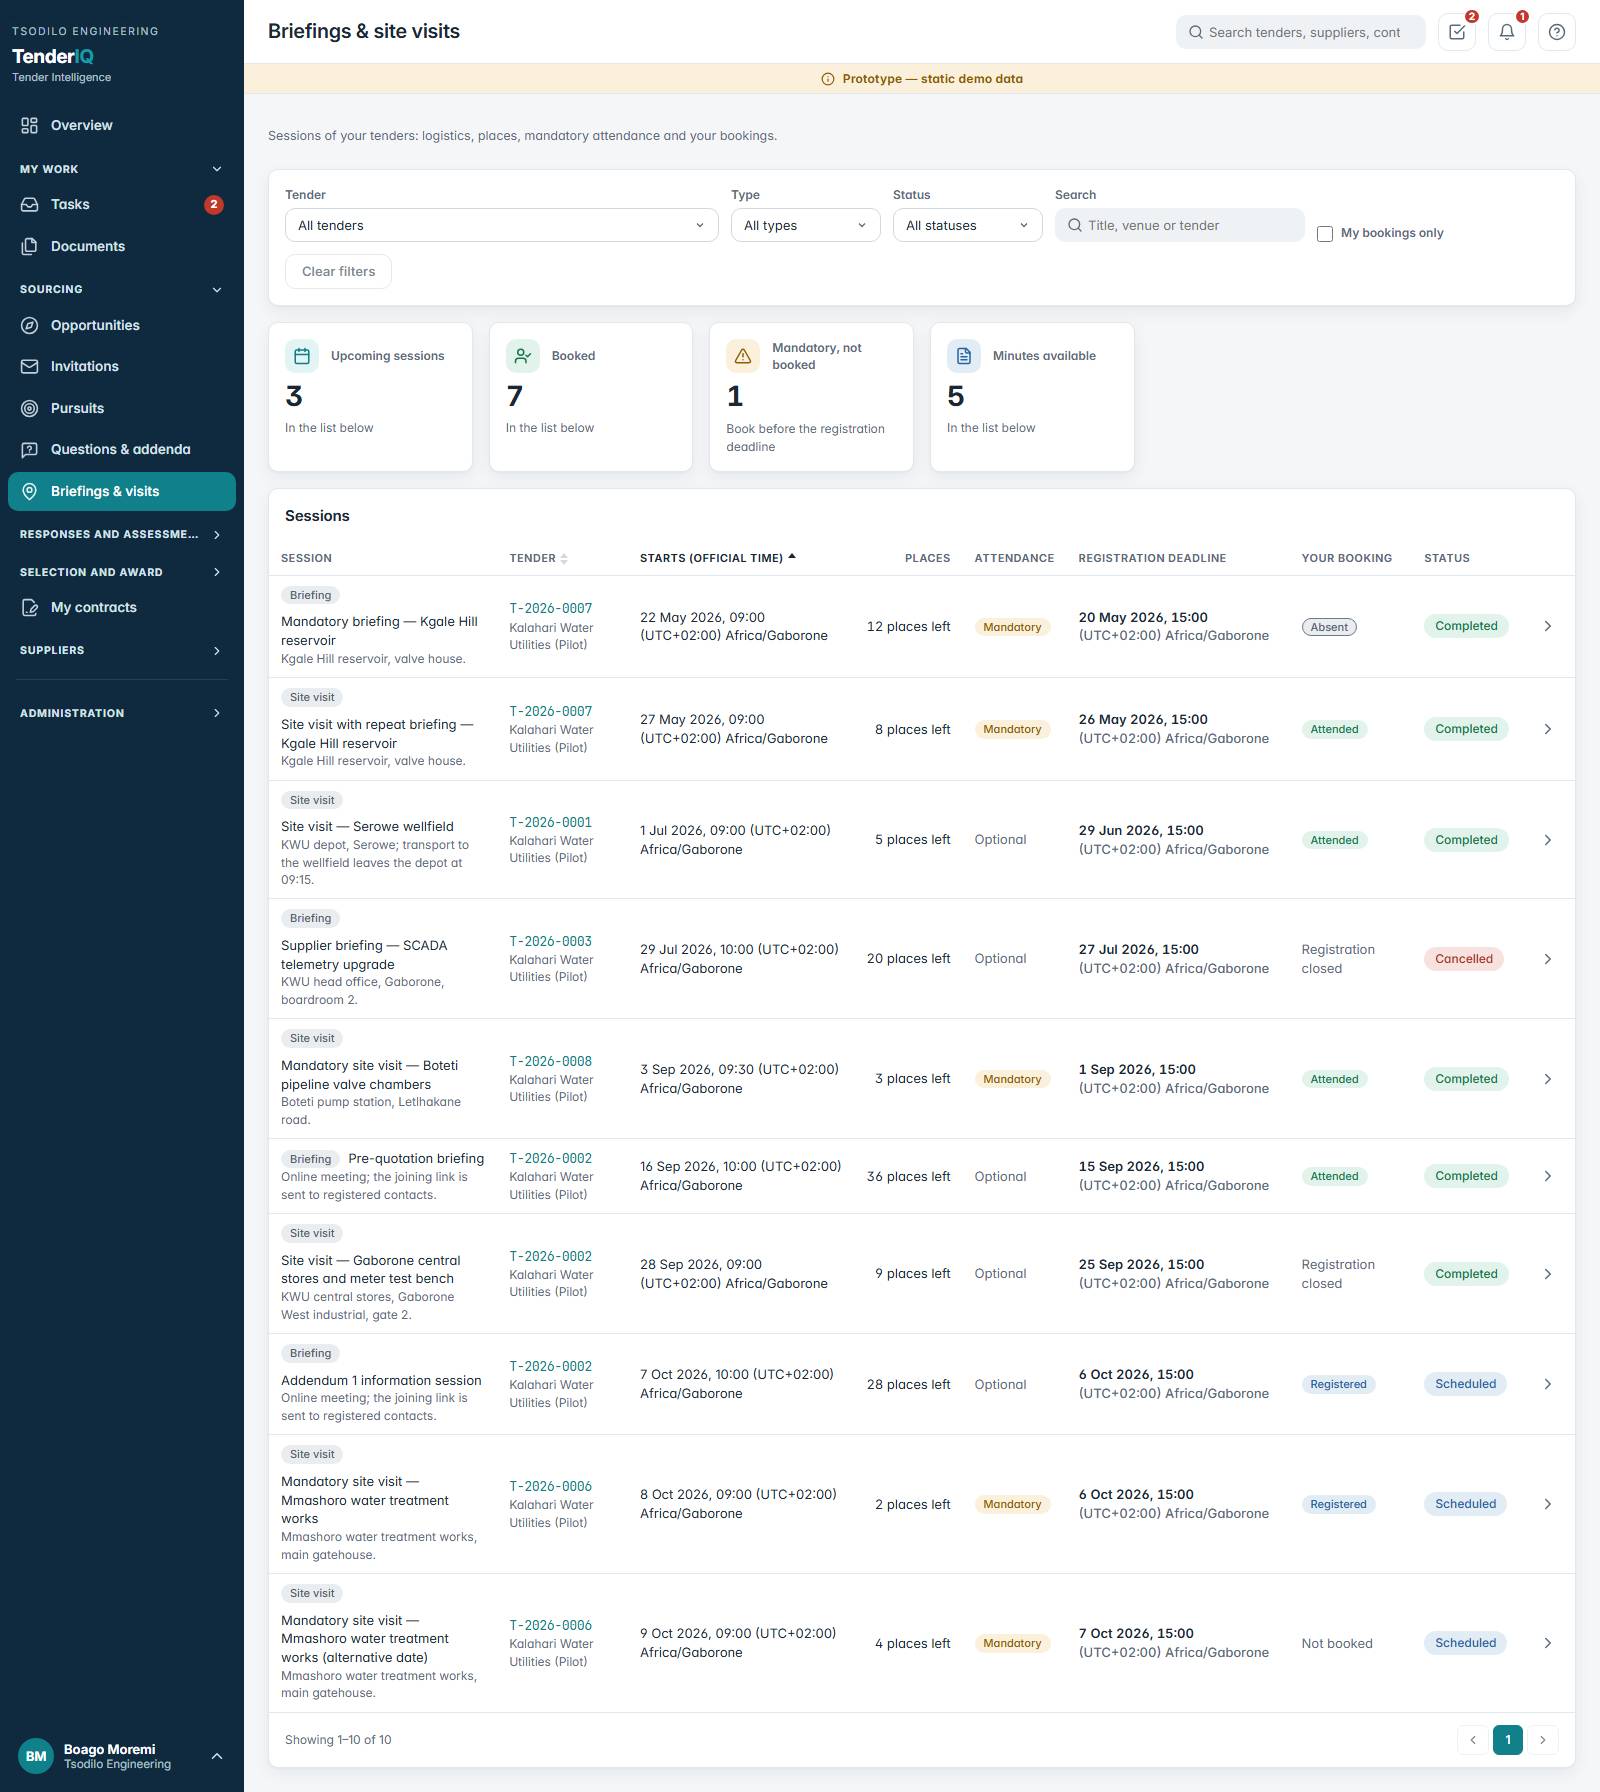 TSODILO ENGINEERING
TenderIQ
Tender Intelligence
Overview
MY WORK
Tasks 2
Documents
SOURCING
Opportunities
Invitations
Pursuits
Questions & addenda
Briefings & visits
RESPONSES AND ASSESSME...
SELECTION AND AWARD
My contracts
SUPPLIERS
ADMINISTRATION
BM
Boago Moremi
Tsodilo Engineering
Briefings & site visits
Search tenders, suppliers, cont
2
1
Prototype — static demo data
Sessions of your tenders: logistics, places, mandatory attendance and your bookings.
Tender Type Status Search
All tenders All types All statuses Title, venue or tender My bookings only
Clear filters
Upcoming sessions
3
In the list below
Booked
7
In the list below
Mandatory, not
booked
1
Book before the registration
deadline
Minutes available
5
In the list below
Sessions
SESSION TENDER STARTS (OFFICIAL TIME) PLACES ATTENDANCE REGISTRATION DEADLINE YOUR BOOKING STATUS
Briefing
Mandatory briefing — Kgale Hill
reservoir
Kgale Hill reservoir, valve house.
T-2026-0007
Kalahari Water
Utilities (Pilot)
22 May 2026, 09:00
(UTC+02:00) Africa/Gaborone
12 places left
Mandatory
20 May 2026, 15:00
(UTC+02:00) Africa/Gaborone
Absent
Completed
Site visit
Site visit with repeat briefing —
Kgale Hill reservoir
Kgale Hill reservoir, valve house.
T-2026-0007
Kalahari Water
Utilities (Pilot)
27 May 2026, 09:00
(UTC+02:00) Africa/Gaborone
8 places left
Mandatory
26 May 2026, 15:00
(UTC+02:00) Africa/Gaborone
Attended
Completed
Site visit
Site visit — Serowe wellfield
KWU depot, Serowe; transport to
the wellfield leaves the depot at
09:15.
T-2026-0001
Kalahari Water
Utilities (Pilot)
1 Jul 2026, 09:00 (UTC+02:00)
Africa/Gaborone
5 places left
Optional
29 Jun 2026, 15:00
(UTC+02:00) Africa/Gaborone
Attended
Completed
Briefing
Supplier briefing — SCADA
telemetry upgrade
KWU head office, Gaborone,
boardroom 2.
T-2026-0003
Kalahari Water
Utilities (Pilot)
29 Jul 2026, 10:00 (UTC+02:00)
Africa/Gaborone
20 places left
Optional
27 Jul 2026, 15:00
(UTC+02:00) Africa/Gaborone
Registration
closed
Cancelled
Site visit
Mandatory site visit — Boteti
pipeline valve chambers
Boteti pump station, Letlhakane
road.
T-2026-0008
Kalahari Water
Utilities (Pilot)
3 Sep 2026, 09:30 (UTC+02:00)
Africa/Gaborone
3 places left
Mandatory
1 Sep 2026, 15:00
(UTC+02:00) Africa/Gaborone
Attended
Completed
Briefing Pre-quotation briefing
Online meeting; the joining link is
sent to registered contacts.
T-2026-0002
Kalahari Water
Utilities (Pilot)
16 Sep 2026, 10:00 (UTC+02:00)
Africa/Gaborone
36 places left
Optional
15 Sep 2026, 15:00
(UTC+02:00) Africa/Gaborone
Attended
Completed
Site visit
Site visit — Gaborone central
stores and meter test bench
KWU central stores, Gaborone
West industrial, gate 2.
T-2026-0002
Kalahari Water
Utilities (Pilot)
28 Sep 2026, 09:00
(UTC+02:00) Africa/Gaborone
9 places left
Optional
25 Sep 2026, 15:00
(UTC+02:00) Africa/Gaborone
Registration
closed
Completed
Briefing
Addendum 1 information session
Online meeting; the joining link is
sent to registered contacts.
T-2026-0002
Kalahari Water
Utilities (Pilot)
7 Oct 2026, 10:00 (UTC+02:00)
Africa/Gaborone
28 places left
Optional
6 Oct 2026, 15:00
(UTC+02:00) Africa/Gaborone
Registered
Scheduled
Site visit
Mandatory site visit —
Mmashoro water treatment
works
Mmashoro water treatment works,
main gatehouse.
T-2026-0006
Kalahari Water
Utilities (Pilot)
8 Oct 2026, 09:00 (UTC+02:00)
Africa/Gaborone
2 places left
Mandatory
6 Oct 2026, 15:00
(UTC+02:00) Africa/Gaborone
Registered
Scheduled
Site visit
Mandatory site visit —
Mmashoro water treatment
works (alternative date)
Mmashoro water treatment works,
main gatehouse.
T-2026-0006
Kalahari Water
Utilities (Pilot)
9 Oct 2026, 09:00 (UTC+02:00)
Africa/Gaborone
4 places left
Mandatory
7 Oct 2026, 15:00
(UTC+02:00) Africa/Gaborone
Not booked
Scheduled
Showing 1–10 of 10
1